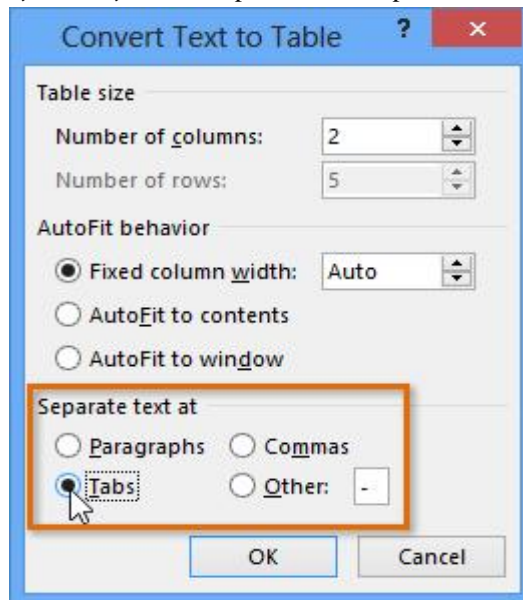 Convert Text to Table ?
Table size
Number of columns: 2
Number of rows: 5
AutoFit behavior
Fixed column width: Auto
AutoFit to contents
AutoFit to window
Separate text at
Paragraphs Commas
Tabs Other: -
OK Cancel